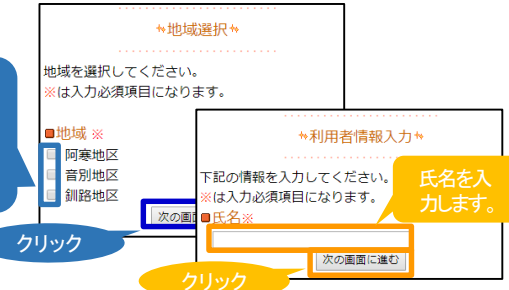 地域選択
地域を選択してください。
※は入力必須項目になります。
■地域 ※
阿寒地区
音別地区
釧路地区
次の画
クリック
利用者情報入力
下記の情報を入力してください。
※は入力必須項目になります。
■氏名※
次の画面に進む
氏名を入
力します。
クリック